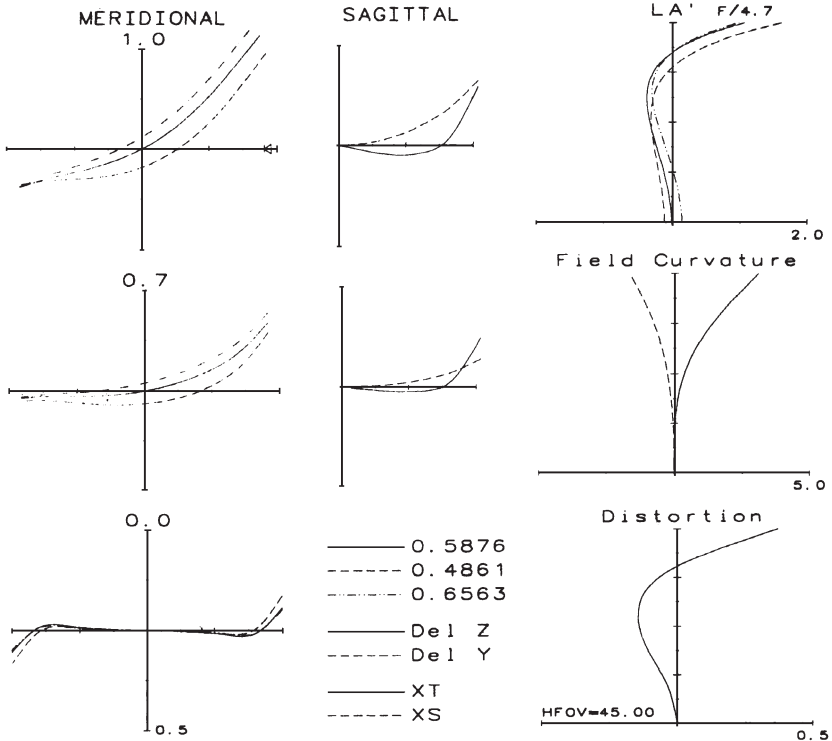 MERIDIONAL
1.0
SAGITTAL
LA' F/4.7
2.0
0.7
Field Curvature
5.0
0.0
0.5
0.5876
0.4861
0.6563
Del Z
Del Y
XT
XS
Distortion
HFOV=45.00
0.5